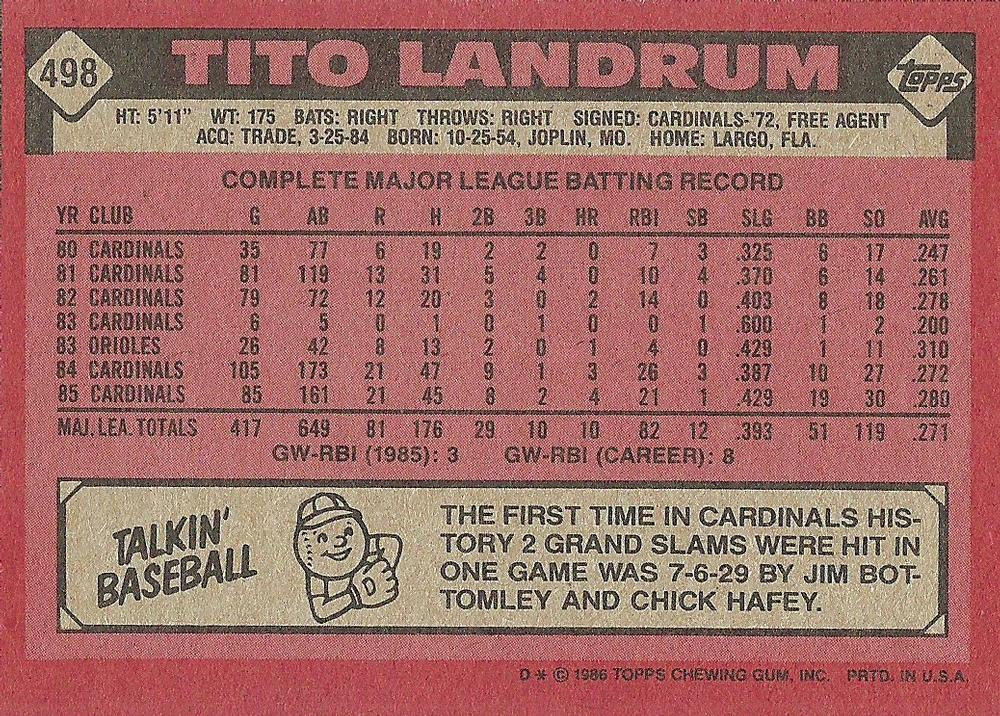 498 TITO LANDRUM topps
HT: 5'11" WT: 175 BATS: RIGHT THROWS: RIGHT SIGNED: CARDINALS-'72, FREE AGENT
ACQ: TRADE, 3-25-84 BORN: 10-25-54, JOPLIN, MO. HOME: LARGO, FLA.
COMPLETE MAJOR LEAGUE BATTING RECORD
YR CLUB G AB R H 2B 3B HR RBI SB SLG BB SO AVG
80 CARDINALS 35 77 6 19 2 2 0 7 3 .325 6 17 .247
81 CARDINALS 81 119 13 31 5 4 0 10 4 .370 6 14 .261
82 CARDINALS 79 72 12 20 3 0 2 14 0 .403 8 18 .278
83 CARDINALS 6 5 0 1 0 1 0 0 1 .600 1 2 .200
83 ORIOLES 26 42 8 13 2 0 1 4 0 .429 1 11 .310
84 CARDINALS 105 173 21 47 9 1 3 26 3 .387 10 27 .272
85 CARDINALS 85 161 21 45 8 2 4 21 1 .429 19 30 .280
MAJ. LEA. TOTALS 417 649 81 176 29 10 10 82 12 .393 51 119 .271
GW-RBI (1985): 3 GW-RBI (CAREER): 8
TALKIN'
BASEBALL
D
THE FIRST TIME IN CARDINALS HIS-
TORY 2 GRAND SLAMS WERE HIT IN
ONE GAME WAS 7-6-29 BY JIM BOT-
TOMLEY AND CHICK HAFEY.
D * © 1986 TOPPS CHEWING GUM, INC. PRTD. IN U.S.A.